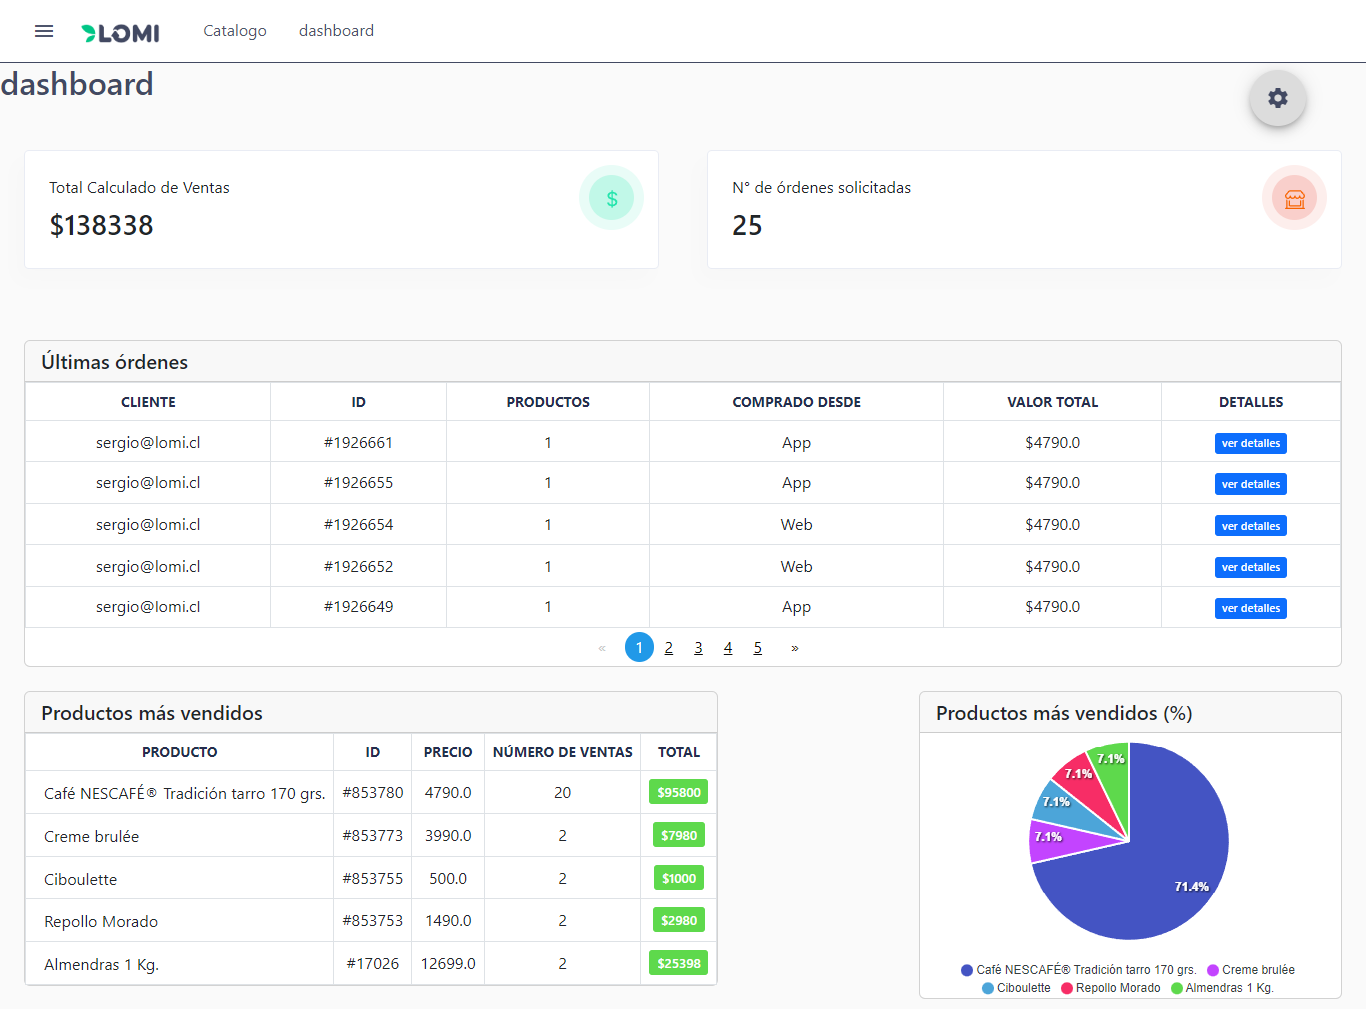 LOMI Catalogo dashboard
dashboard
Total Calculado de Ventas
$138338
$
N° de órdenes solicitadas
25
Últimas órdenes
CLIENTE ID PRODUCTOS COMPRADO DESDE VALOR TOTAL DETALLES
sergio@lomi.cl #1926661 1 App $4790.0 ver detalles
sergio@lomi.cl #1926655 1 App $4790.0 ver detalles
sergio@lomi.cl #1926654 1 Web $4790.0 ver detalles
sergio@lomi.cl #1926652 1 Web $4790.0 ver detalles
sergio@lomi.cl #1926649 1 App $4790.0 ver detalles
« 1 2 3 4 5 »
Productos más vendidos
PRODUCTO ID PRECIO NÚMERO DE VENTAS TOTAL
Café NESCAFÉ® Tradición tarro 170 grs. #853780 4790.0 20 $95800
Creme brulée #853773 3990.0 2 $7980
Ciboulette #853755 500.0 2 $1000
Repollo Morado #853753 1490.0 2 $2980
Almendras 1 Kg. #17026 12699.0 2 $25398
Productos más vendidos (%)
7.1%
7.1%
7.1%
7.1%
71.4%
Café NESCAFÉ® Tradición tarro 170 grs. Creme brulée
Ciboulette Repollo Morado Almendras 1 Kg.